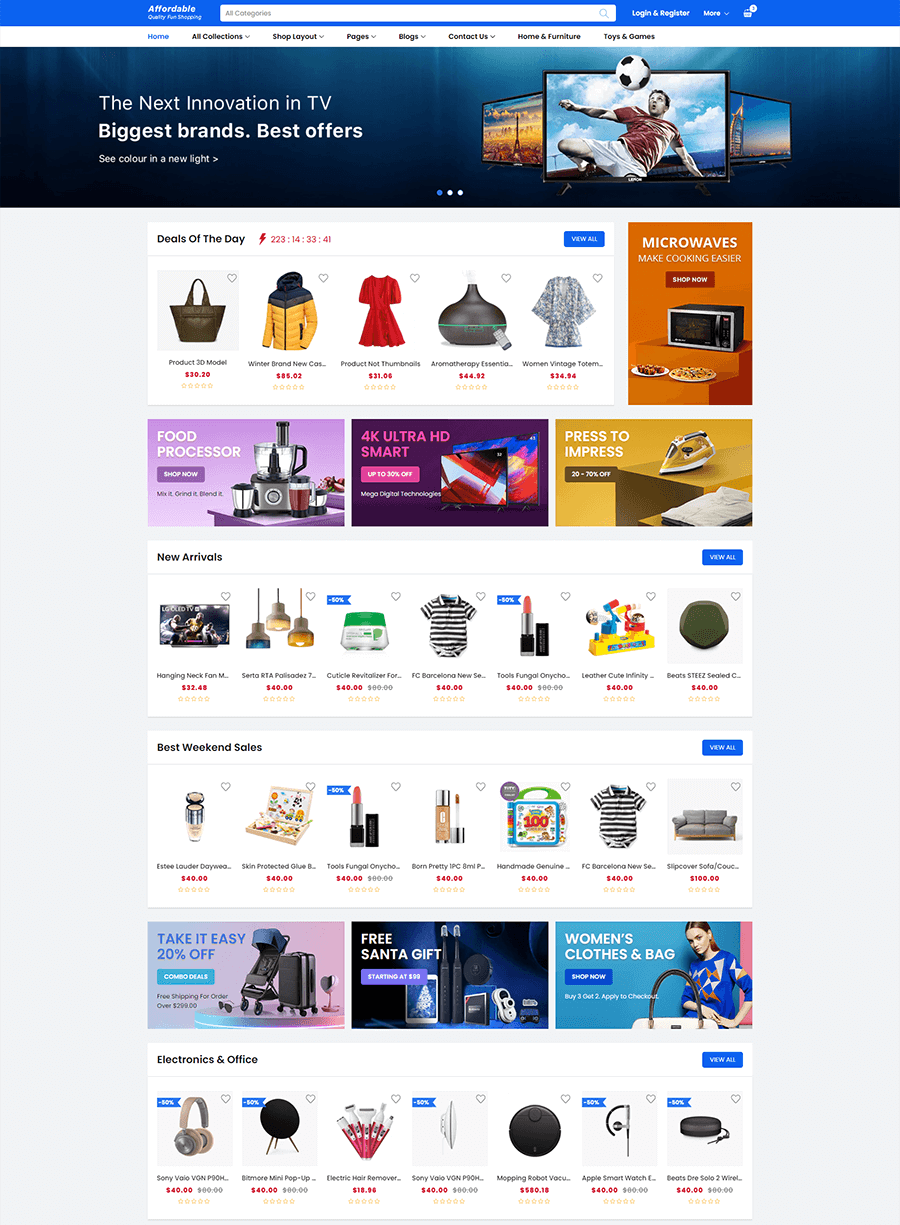 Affordable
Quality Fun Shopping
All Categories
Login & Register
More
Home
All Collections
Shop Layout
Pages
Blogs
Contact Us
Home & Furniture
Toys & Games
The Next Innovation in TV
Biggest brands. Best offers
See colour in a new light >
LEPON
Deals Of The Day
223 : 14 : 33 : 41
VIEW ALL
Product 3D Model
$30.20
Winter Brand New Cas...
$85.02
Product Not Thumbnails
$31.06
Aromatherapy Essentia...
$44.92
Women Vintage Totem...
$34.94
MICROWAVES
MAKE COOKING EASIER
SHOP NOW
FOOD
PROCESSOR
SHOP NOW
Mix it. Grind it, Blend it.
4K ULTRA HD
SMART
UP TO 30% OFF
Mega Digital Technologies
PRESS TO
IMPRESS
20 - 70% OFF
New Arrivals
VIEW ALL
LG OLED TV
Hanging Neck Fan M...
$32.48
Serta RTA Palisadez 7...
$40.00
-50%
Cuticle Revitalizer For...
$40.00 $80.00
FC Barcelona New Se...
$40.00
-50%
Tools Fungal Onycho...
$40.00 $80.00
Leather Cute Infinity ...
$40.00
Beats STEEZ Sealed C...
$40.00
Best Weekend Sales
VIEW ALL
Estee Lauder Daywea...
$40.00
Skin Protected Glue B...
$40.00
-50%
Tools Fungal Onycho...
$40.00 $80.00
Born Pretty 1PC 8ml P...
$40.00
100
Handmade Genuine ...
$40.00
FC Barcelona New Se...
$40.00
Slipcover Sofa/Couc...
$100.00
TAKE IT EASY
20% OFF
COMBO DEALS
Free Shipping For Order
Over $299.00
FREE
SANTA GIFT
STARTING AT $99
WOMEN'S
CLOTHES & BAG
SHOP NOW
Buy 3 Get 2. Apply to Checkout.
Electronics & Office
VIEW ALL
-50%
Sony Vaio VGN P90H...
$40.00 $80.00
-50%
Bitmore Mini Pop-Up ...
$40.00 $80.00
Electric Hair Remover...
$18.96
-50%
Sony Vaio VGN P90H...
$40.00 $80.00
Mopping Robot Vacu...
$580.18
-50%
Apple Smart Watch E...
$40.00 $80.00
-50%
Beats Dre Solo 2 Wirel...
$40.00 $80.00